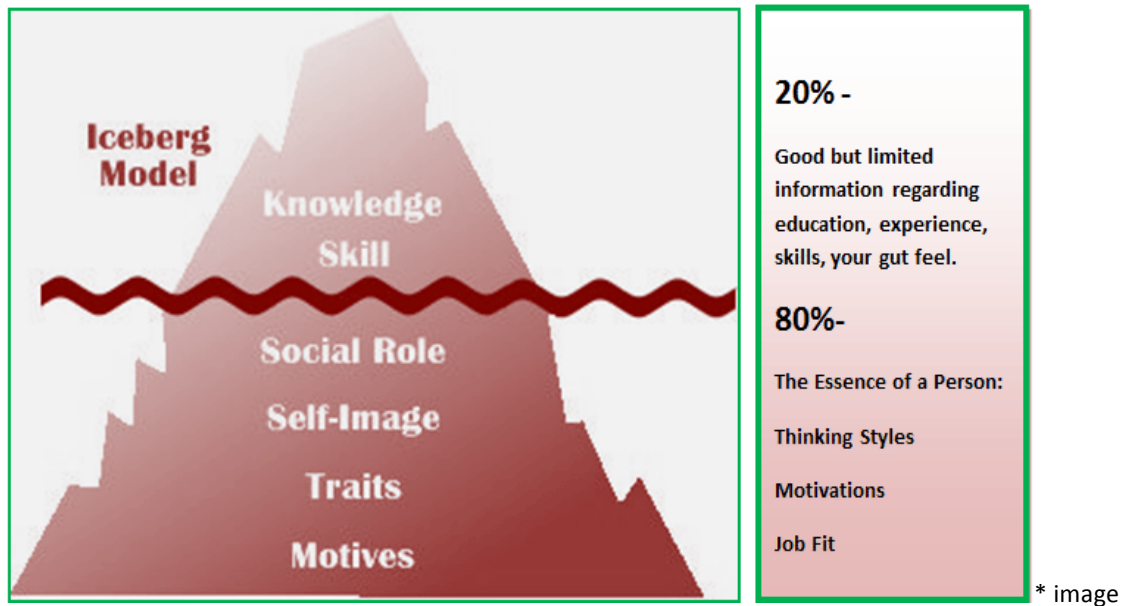 Iceberg
Model
Knowledge
Skill
Social Role
Self-Image
Traits
Motives
20% -
Good but limited
information regarding
education, experience,
skills, your gut feel.
80%-
The Essence of a Person:
Thinking Styles
Motivations
Job Fit
* image